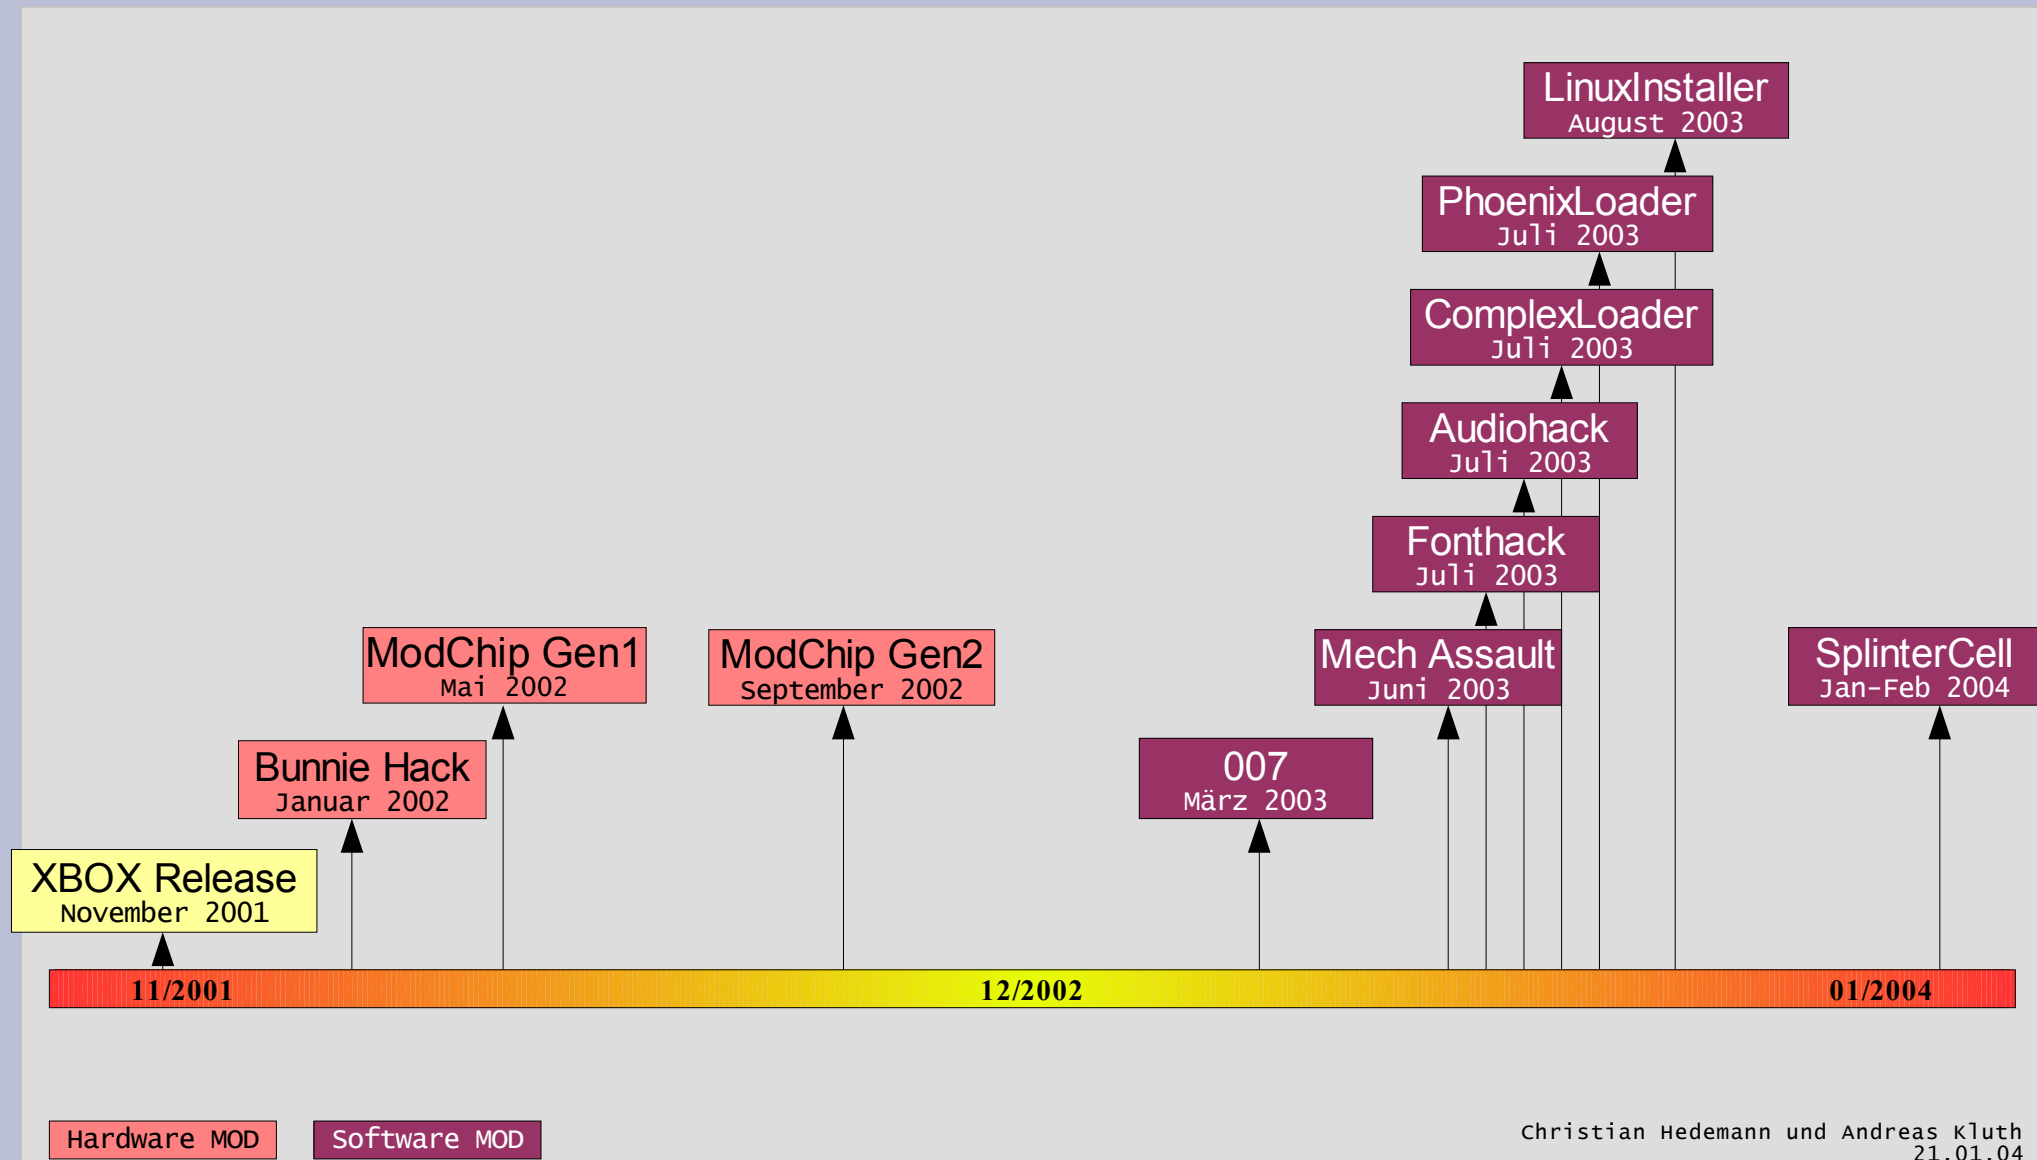 LinuxInstaller
August 2003
PhoenixLoader
Juli 2003
ComplexLoader
Juli 2003
Audiohack
Juli 2003
Fonthack
Juli 2003
ModChip Gen1
Mai 2002
ModChip Gen2
September 2002
Mech Assault
Juni 2003
SplinterCell
Jan-Feb 2004
Bunnie Hack
Januar 2002
007
März 2003
XBOX Release
November 2001
11/2001
12/2002
01/2004
Hardware MOD
Software MOD
Christian Hedemann und Andreas Kluth
21.01.04